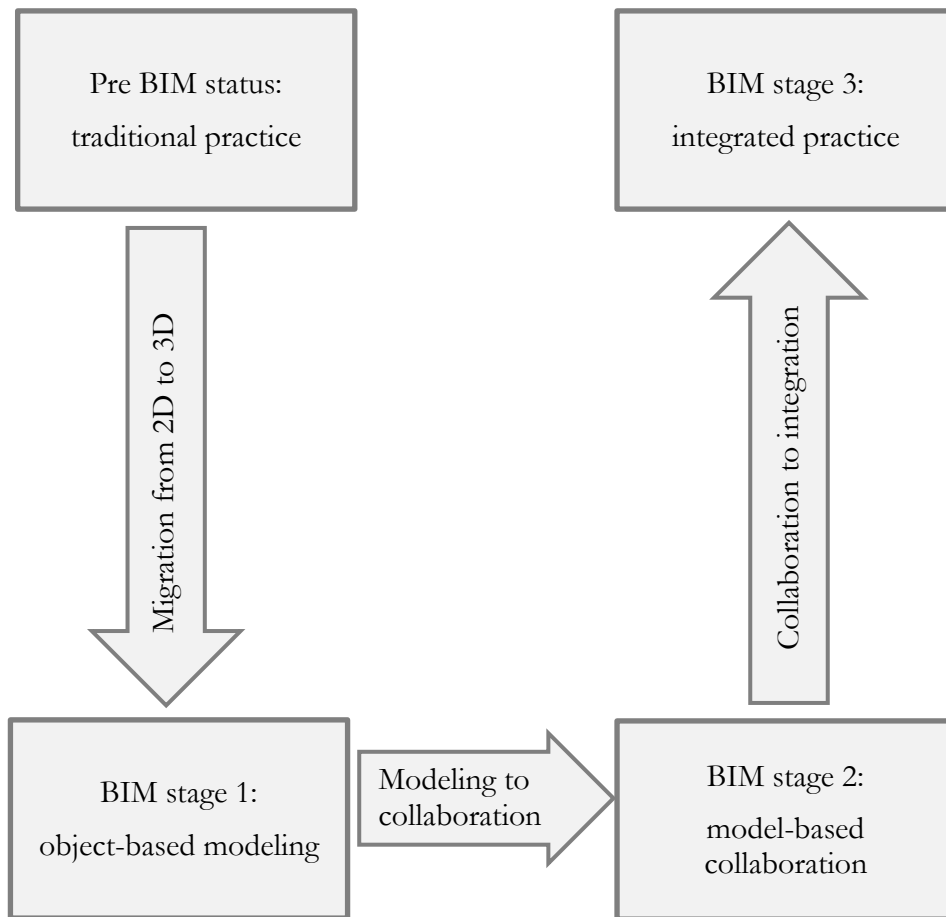 Pre BIM status:
traditional practice
BIM stage 3:
integrated practice
Migration from 2D to 3D
Collaboration to integration
BIM stage 1:
object-based modeling
Modeling to
collaboration
BIM stage 2:
model-based
collaboration